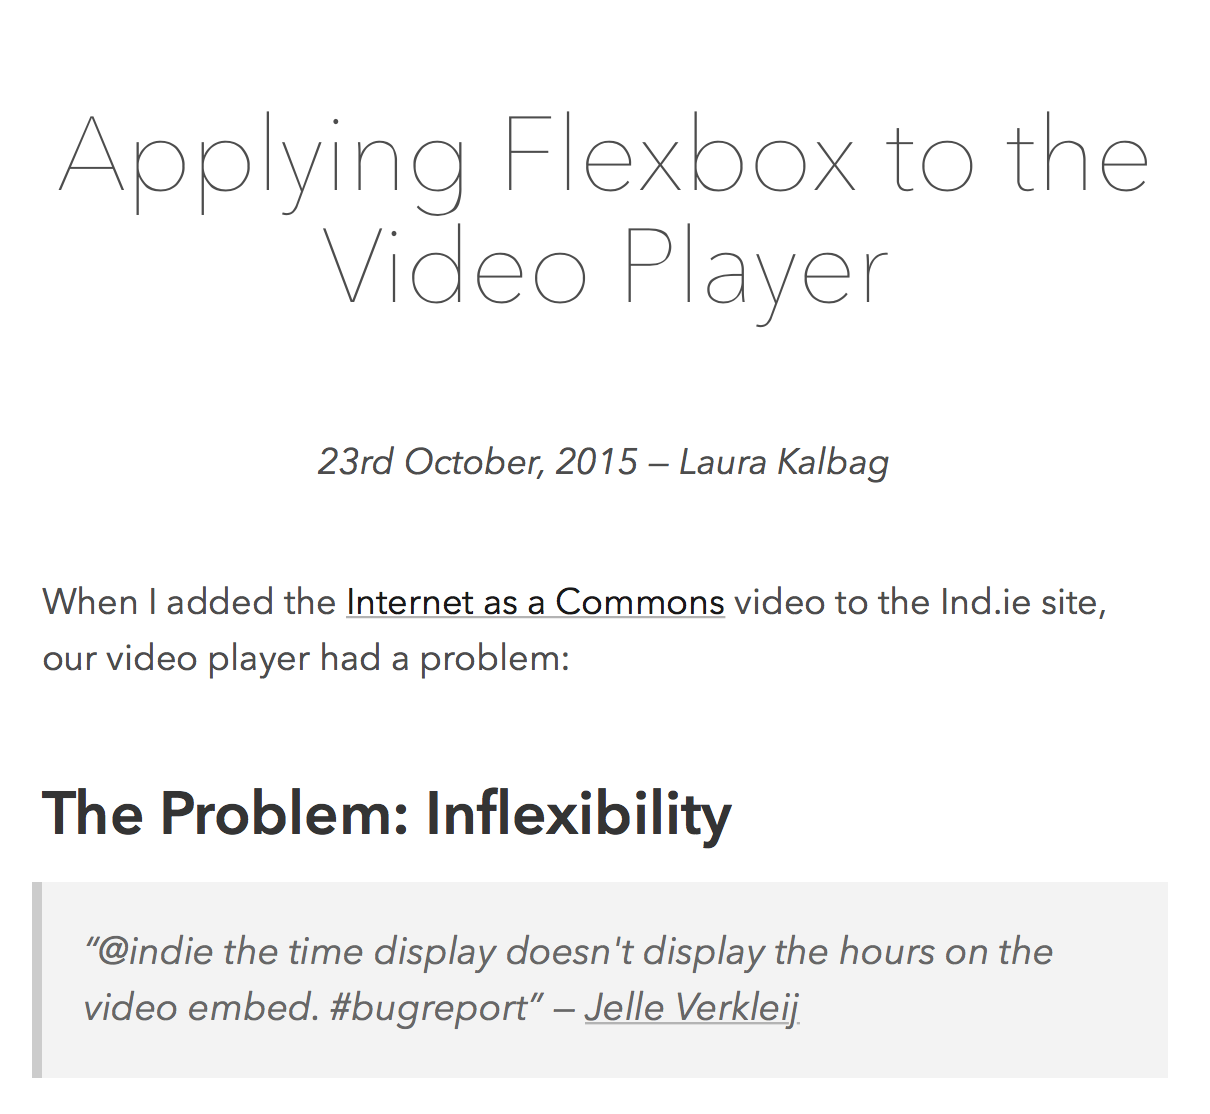 Applying Flexbox to the
Video Player
23rd October, 2015 – Laura Kalbag
When I added the Internet as a Commons video to the Ind.ie site,
our video player had a problem:
The Problem: Inflexibility
“@indie the time display doesn't display the hours on the
video embed. #bugreport” – Jelle Verkleij